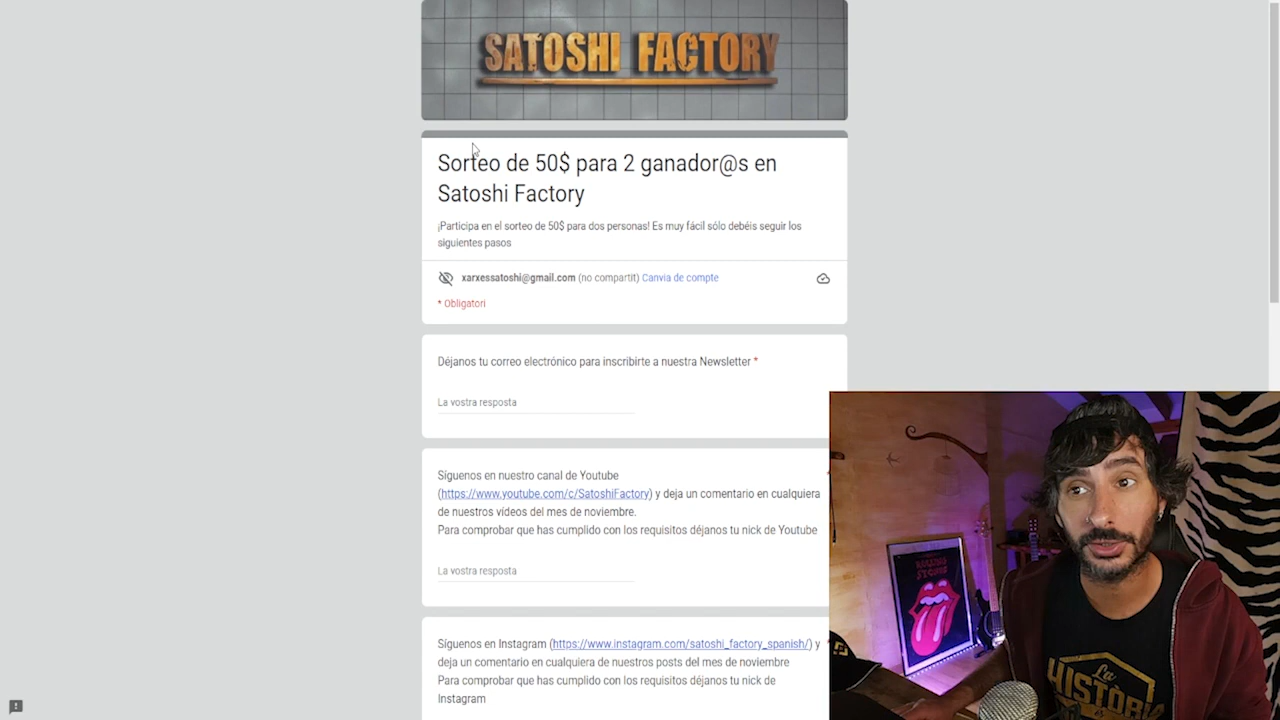 SATOSHI FACTORY
Sorteo de 50$ para 2 ganador@s en
Satoshi Factory
¡Participa en el sorteo de 50$ para dos personas! Es muy fácil sólo debéis seguir los
siguientes pasos
xarxessatoshi@gmail.com (no compartit) Canvia de compte
* Obligatori
Déjanos tu correo electrónico para inscribirte a nuestra Newsletter *
La vostra resposta
Síguenos en nuestro canal de Youtube
(https://www.youtube.com/c/SatoshiFactory) y deja un comentario en cualquiera
de nuestros vídeos del mes de noviembre.
Para comprobar que has cumplido con los requisitos déjanos tu nick de Youtube
La vostra resposta
Síguenos en Instagram (https://www.instagram.com/satoshi_factory_spanish/) y
deja un comentario en cualquiera de nuestros posts del mes de noviembre
Para comprobar que has cumplido con los requisitos déjanos tu nick de
Instagram
La
HISTÒRIA